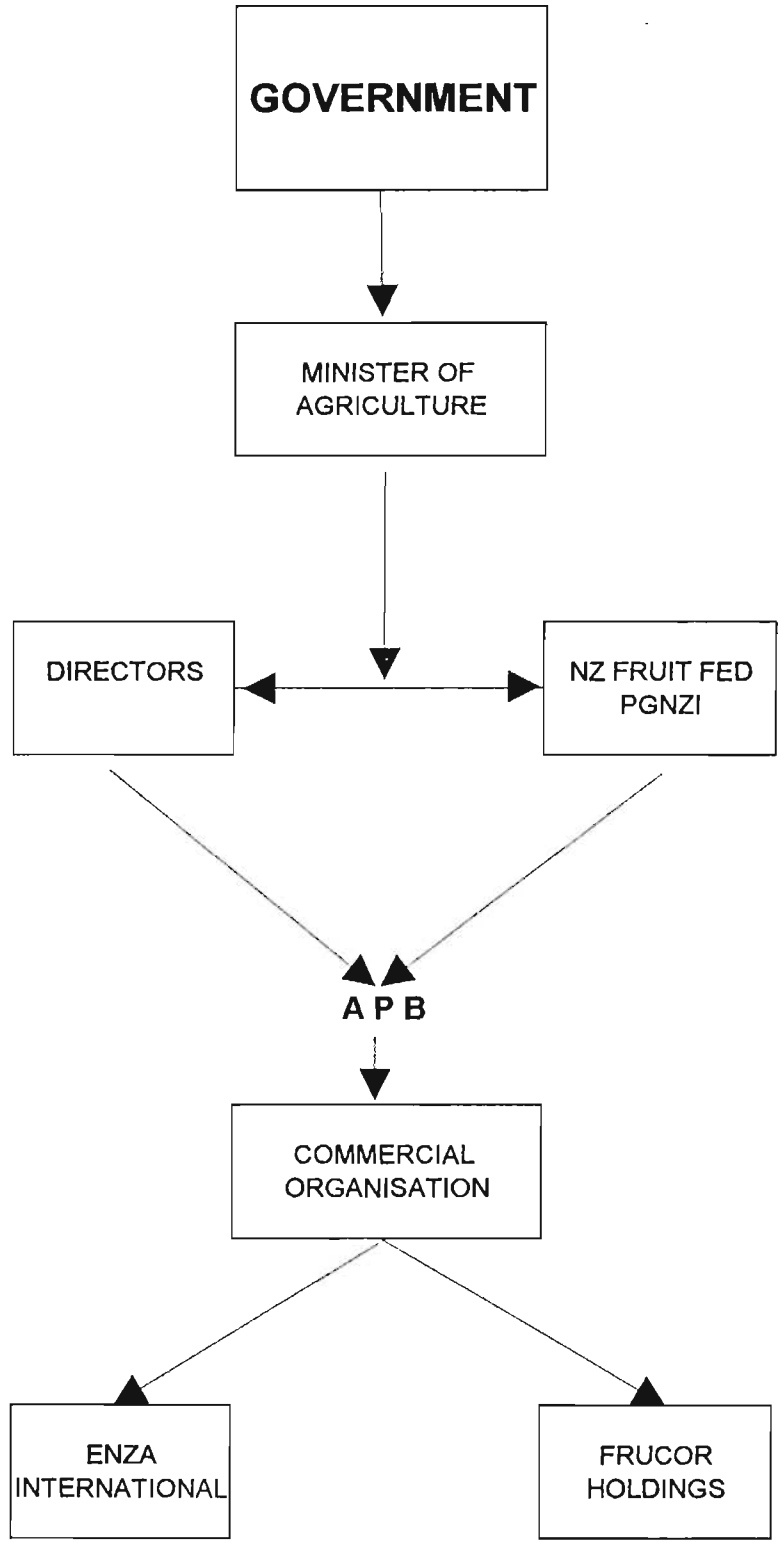 GOVERNMENT
MINISTER OF
AGRICULTURE
DIRECTORS
NZ FRUIT FED
PGNZI
A P B
COMMERCIAL
ORGANISATION
ENZA
INTERNATIONAL
FRUCOR
HOLDINGS